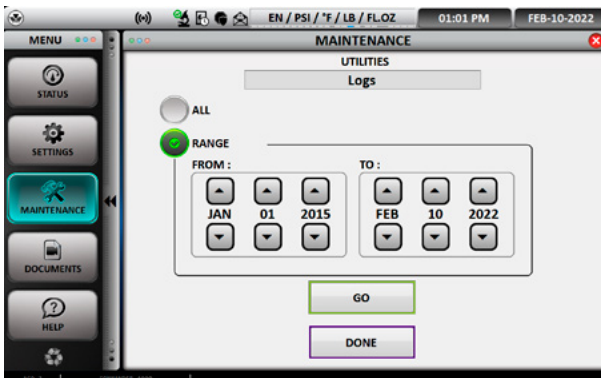 EN / PSI / °F / LB / FL.OZ
01:01 PM
FEB-10-2022
MENU
MAINTENANCE
UTILITIES
Logs
STATUS
SETTINGS
MAINTENANCE
DOCUMENTS
HELP
ALL
RANGE
FROM :
TO :
JAN 01 2015
FEB 10 2022
GO
DONE